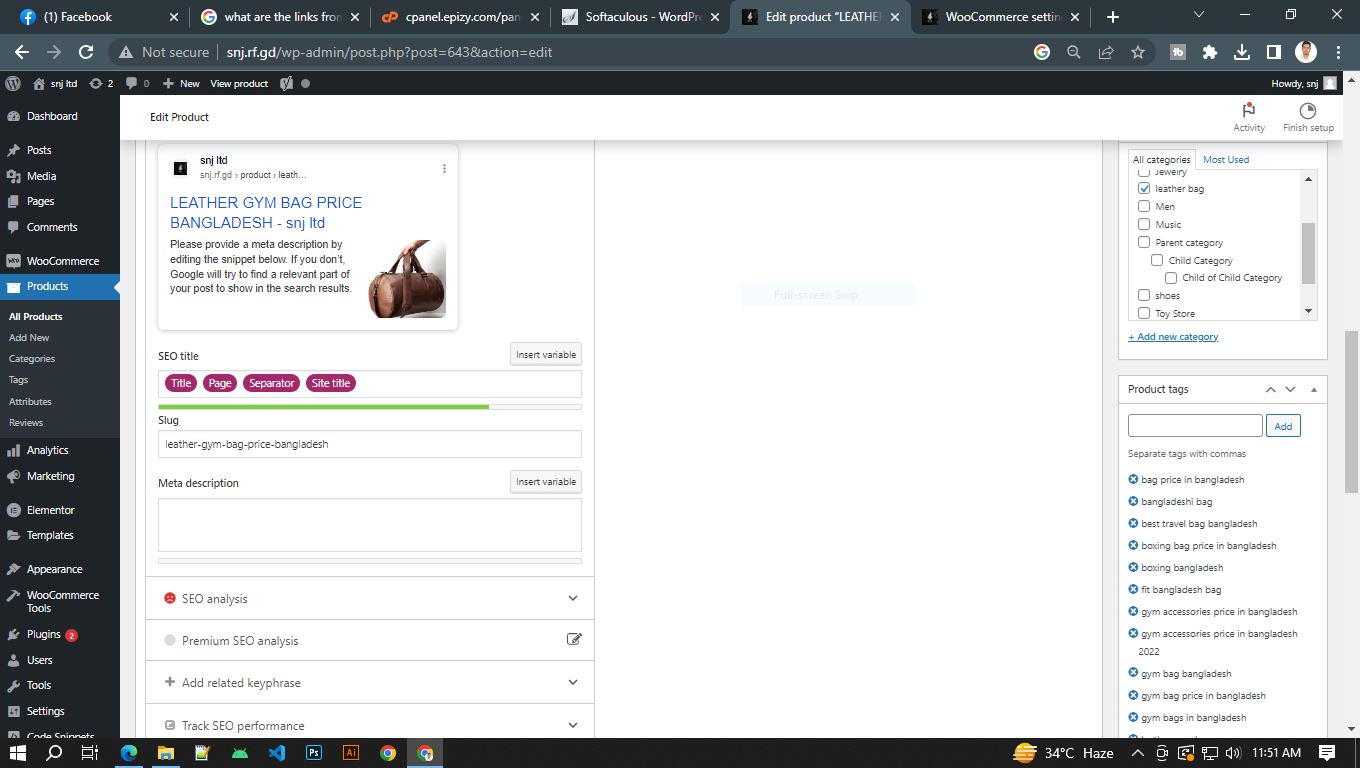 Facebook
what are the links from
cpanel.epizy.com/pan
Softaculous - WordPre
Edit product “LEATHE
WooCommerce settin
Not secure
snj.rf.gd/wp-admin/post.php?post=643&action=edit
snj ltd
2
0
New
View product
Howdy, snj
Dashboard
Posts
Media
Pages
Comments
WooCommerce
Products
All Products
Add New
Categories
Tags
Attributes
Reviews
Analytics
Marketing
Elementor
Templates
Appearance
WooCommerce
Tools
Plugins 2
Users
Tools
Settings
Code Snippets
Edit Product
Activity
Finish setup
snj ltd
snj.rf.gd › product › leath...
LEATHER GYM BAG PRICE
BANGLADESH - snj ltd
Please provide a meta description by
editing the snippet below. If you don’t,
Google will try to find a relevant part of
your post to show in the search results.
SEO title
Insert variable
Title Page Separator Site title
Slug
leather-gym-bag-price-bangladesh
Meta description
Insert variable
SEO analysis
Premium SEO analysis
Add related keyphrase
Track SEO performance
Full-screen Snip
All categories
Most Used
Jewelry
leather bag
Men
Music
Parent category
Child Category
Child of Child Category
shoes
Toy Store
+ Add new category
Product tags
Add
Separate tags with commas
bag price in bangladesh
bangladeshi bag
best travel bag bangladesh
boxing bag price in bangladesh
boxing bangladesh
fit bangladesh bag
gym accessories price in bangladesh
gym accessories price in bangladesh
2022
gym bag bangladesh
gym bag price in bangladesh
gym bags in bangladesh
34°C Haze
11:51 AM